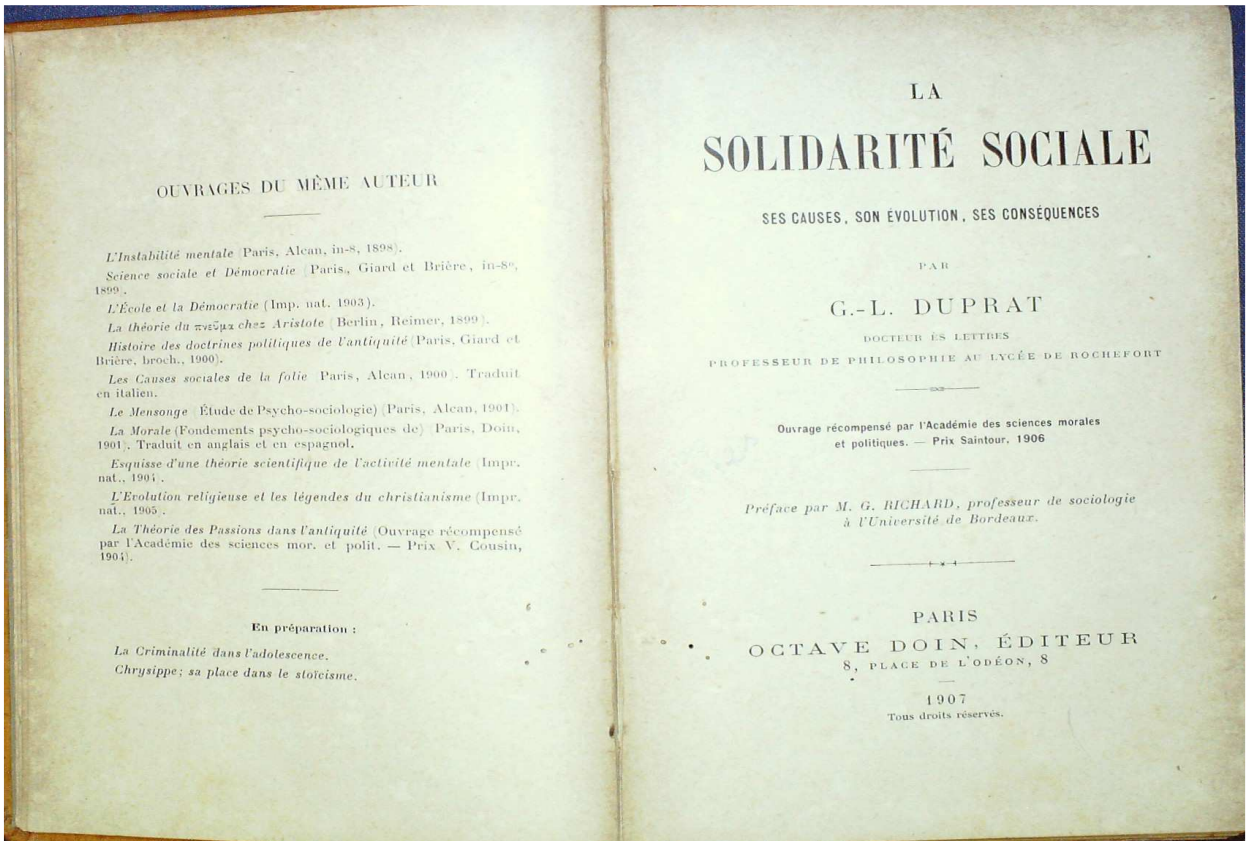 OUVRAGES DU MÊME AUTEUR
L'Instabilité mentale (Paris, Alcan, in-8, 1898).
Science sociale et Démocratie (Paris, Giard et Brière, in-8º,
1899).
L'École et la Démocratie (Imp. nat. 1903).
La théorie du πνεῦμα chez Aristote (Berlin, Reimer, 1899).
Histoire des doctrines politiques de l'antiquité (Paris, Giard et
Brière, broch., 1900).
Les Causes sociales de la folie (Paris, Alcan, 1900). Traduit
en italien.
Le Mensonge (Étude de Psycho-sociologie) (Paris, Alcan, 1901).
La Morale (Fondements psycho-sociologiques de) (Paris, Doin,
1901). Traduit en anglais et en espagnol.
Esquisse d'une théorie scientifique de l'activité mentale (Impr.
nat., 1904).
L'Evolution religieuse et les légendes du christianisme (Impr.
nat., 1905).
La Théorie des Passions dans l'antiquité (Ouvrage récompensé
par l'Académie des sciences mor. et polit. — Prix V. Cousin,
1904).
En préparation :
La Criminalité dans l'adolescence.
Chrysippe; sa place dans le stoïcisme.
LA
SOLIDARITÉ SOCIALE
SES CAUSES, SON ÉVOLUTION, SES CONSÉQUENCES
PAR
G.-L. DUPRAT
DOCTEUR ÈS LETTRES
PROFESSEUR DE PHILOSOPHIE AU LYCÉE DE ROCHEFORT
Ouvrage récompensé par l'Académie des sciences morales
et politiques. — Prix Saintour, 1906
Préface par M. G. RICHARD, professeur de sociologie
à l'Université de Bordeaux.
PARIS
OCTAVE DOIN, ÉDITEUR
8, PLACE DE L'ODÉON, 8
1907
Tous droits réservés.